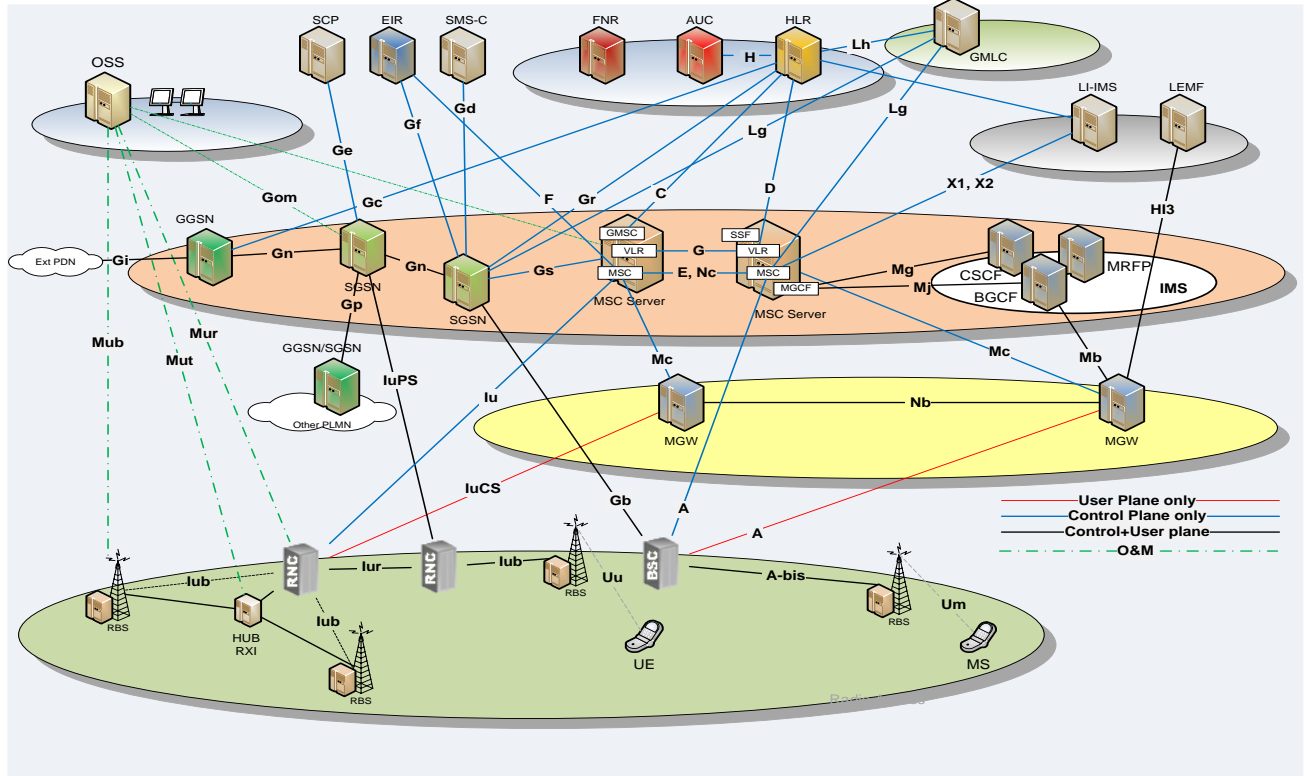 SCP
EIR
SMS-C
FNR
AUC
HLR
GMLC
OSS
LI-IMS
LEMF
H
Lh
Gd
Gf
Ge
Lg
Lg
X1, X2
Gom
Gc
F
Gr
C
D
HI3
GGSN
Ext PDN
Gi
Gn
SGSN
Gn
SGSN
Gs
GMSC
VLR
MSC
MSC Server
G
E, Nc
SSF
VLR
MSC
MGCF
MSC Server
Mg
Mj
CSCF
BGCF
MRFP
IMS
Gp
Mub
Mut
Mur
GGSN/SGSN
Other PLMN
IuPS
Iu
Mc
Mc
Mb
MGW
Nb
MGW
IuCS
Gb
A
A
User Plane only
Control Plane only
Control+User plane
O&M
RBS
Iub
HUB
RXI
RNC
Iur
RNC
Iub
RBS
Iub
RBS
Uu
UE
BSC
A-bis
RBS
Um
MS